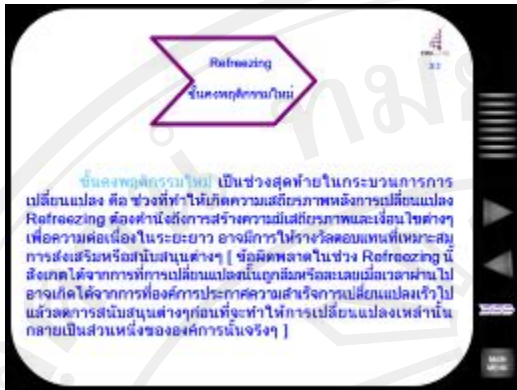 Refreezing
ขั้นคงพฤติกรรมใหม่
ขั้นคงพฤติกรรมใหม่ เป็นช่วงสุดท้ายในกระบวนการการ
เปลี่ยนแปลง คือ ช่วงที่ทำให้เกิดความเสถียรภาพหลังการเปลี่ยนแปลง
Refreezing ต้องคำนึงถึงการสร้างความมีเสถียรภาพและเงื่อนไขต่างๆ
เพื่อความต่อเนื่องในระยะยาว อาจมีการให้รางวัลตอบแทนที่เหมาะสม
การส่งเสริมหรือสนับสนุนต่างๆ [ ข้อผิดพลาดในช่วง Refreezing นี้
สังเกตได้จากการที่การเปลี่ยนแปลงนั้นถูกลืมหรือละเลยเมื่อเวลาผ่านไป
อาจเกิดได้จากการที่องค์การประกาศความสำเร็จการเปลี่ยนแปลงเร็วไป
แล้วลดการสนับสนุนต่างๆก่อนที่จะทำให้การเปลี่ยนแปลงเหล่านั้น
กลายเป็นส่วนหนึ่งขององค์การนั้นจริงๆ ]
MAIN
MENU